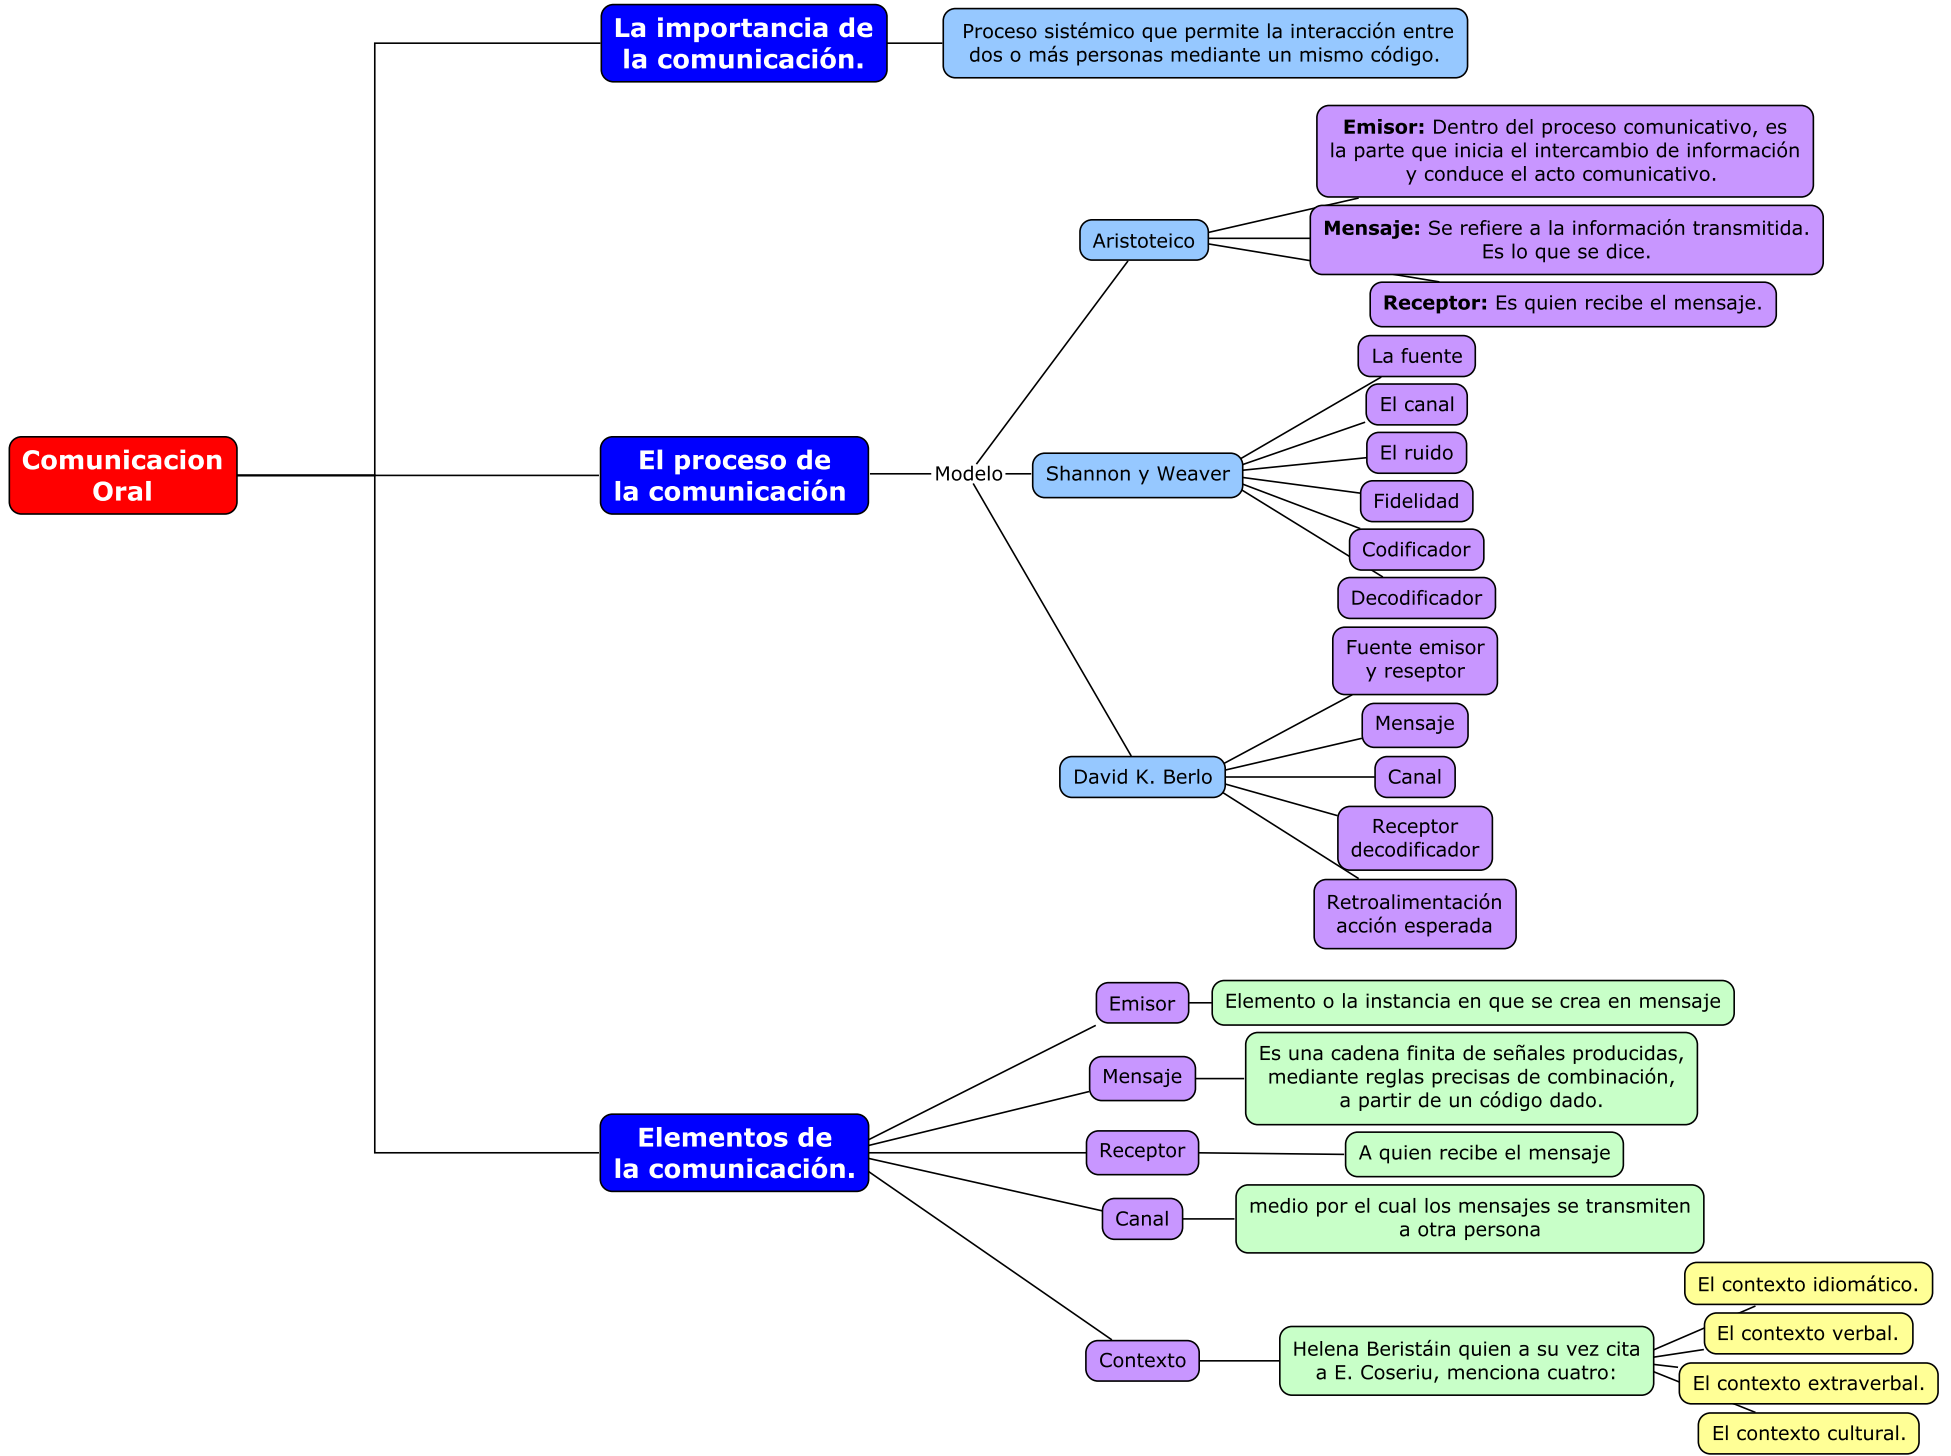 La importancia de
la comunicación.
Proceso sistémico que permite la interacción entre
dos o más personas mediante un mismo código.
Emisor: Dentro del proceso comunicativo, es
la parte que inicia el intercambio de información
y conduce el acto comunicativo.
Aristoteico
Mensaje: Se refiere a la información transmitida.
Es lo que se dice.
Receptor: Es quien recibe el mensaje.
La fuente
El canal
El ruido
Comunicacion
Oral
El proceso de
la comunicación
Modelo
Shannon y Weaver
Fidelidad
Codificador
Decodificador
Fuente emisor
y reseptor
Mensaje
David K. Berlo
Canal
Receptor
decodificador
Retroalimentación
acción esperada
Emisor
Elemento o la instancia en que se crea en mensaje
Mensaje
Es una cadena finita de señales producidas,
mediante reglas precisas de combinación,
a partir de un código dado.
Elementos de
la comunicación.
Receptor
A quien recibe el mensaje
Canal
medio por el cual los mensajes se transmiten
a otra persona
Contexto
Helena Beristáin quien a su vez cita
a E. Coseriu, menciona cuatro:
El contexto idiomático.
El contexto verbal.
El contexto extraverbal.
El contexto cultural.